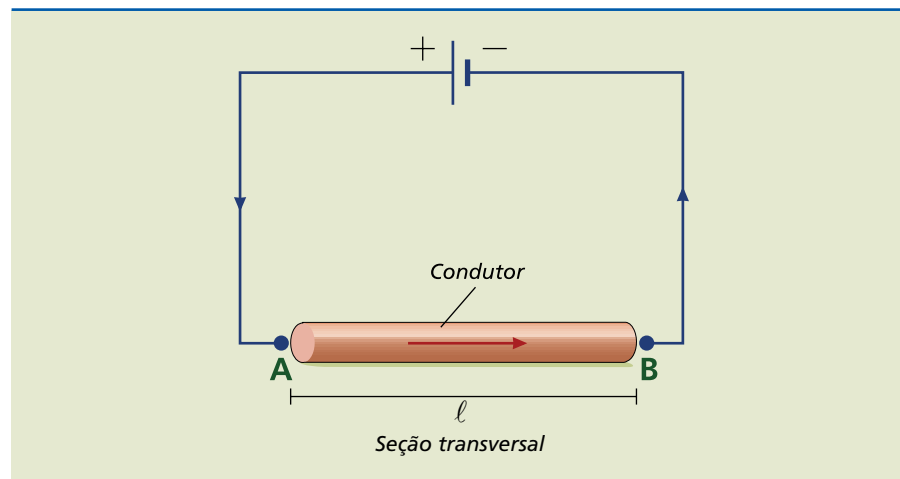 + −
Condutor
A B
ℓ
Seção transversal